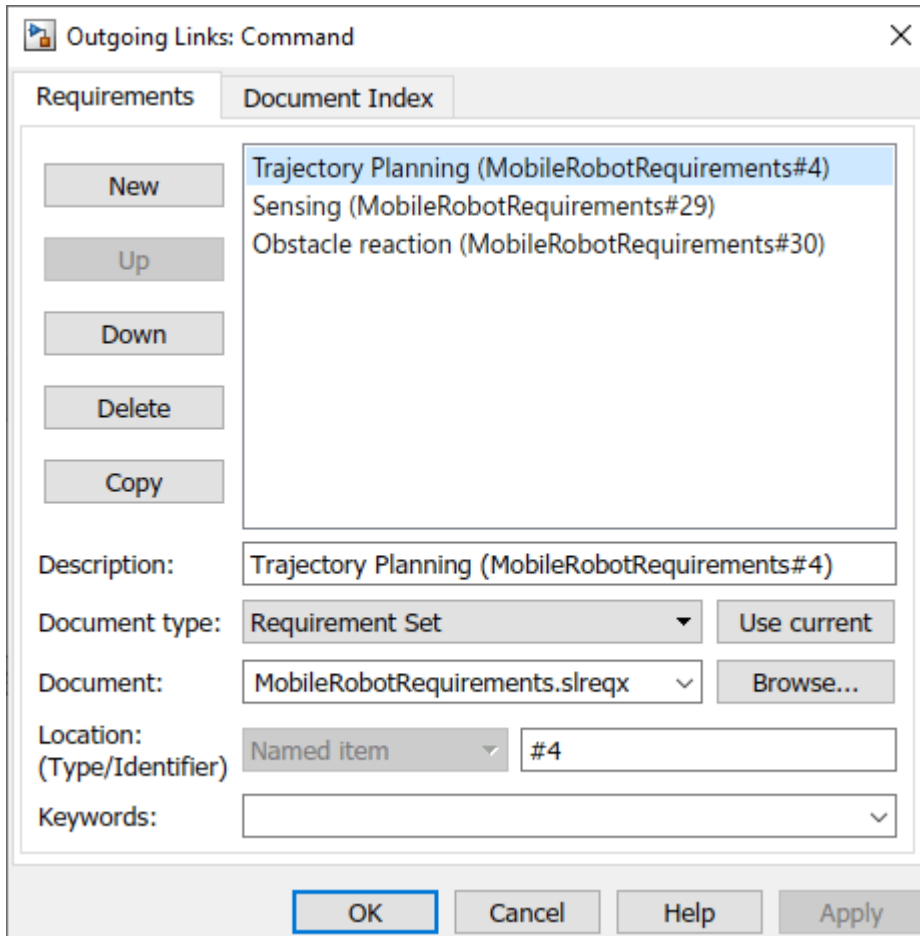 Outgoing Links: Command
Requirements
Document Index
New
Up
Down
Delete
Copy
Trajectory Planning (MobileRobotRequirements#4)
Sensing (MobileRobotRequirements#29)
Obstacle reaction (MobileRobotRequirements#30)
Description:
Trajectory Planning (MobileRobotRequirements#4)
Document type:
Requirement Set
Use current
Document:
MobileRobotRequirements.slreqx
Browse...
Location:
(Type/Identifier)
Named item
#4
Keywords:
OK
Cancel
Help
Apply